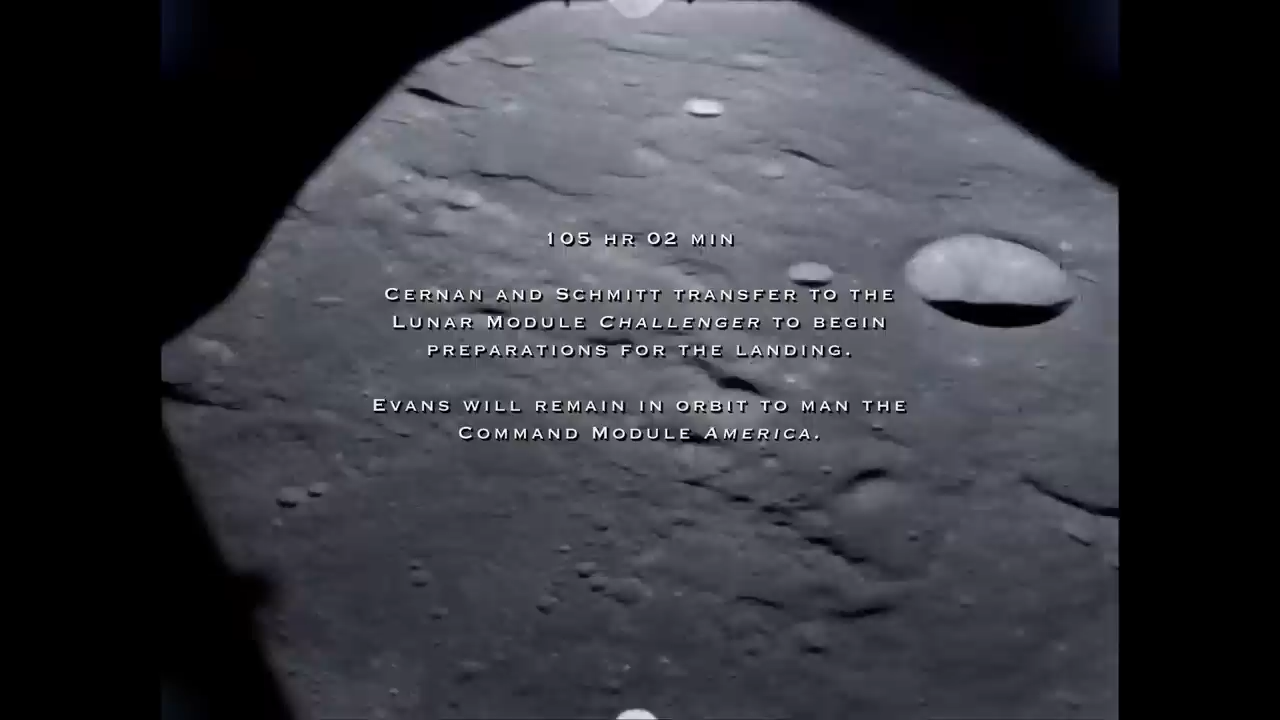 105 HR 02 MIN
CERNAN AND SCHMITT TRANSFER TO THE
LUNAR MODULE CHALLENGER TO BEGIN
PREPARATIONS FOR THE LANDING.
EVANS WILL REMAIN IN ORBIT TO MAN THE
COMMAND MODULE AMERICA.